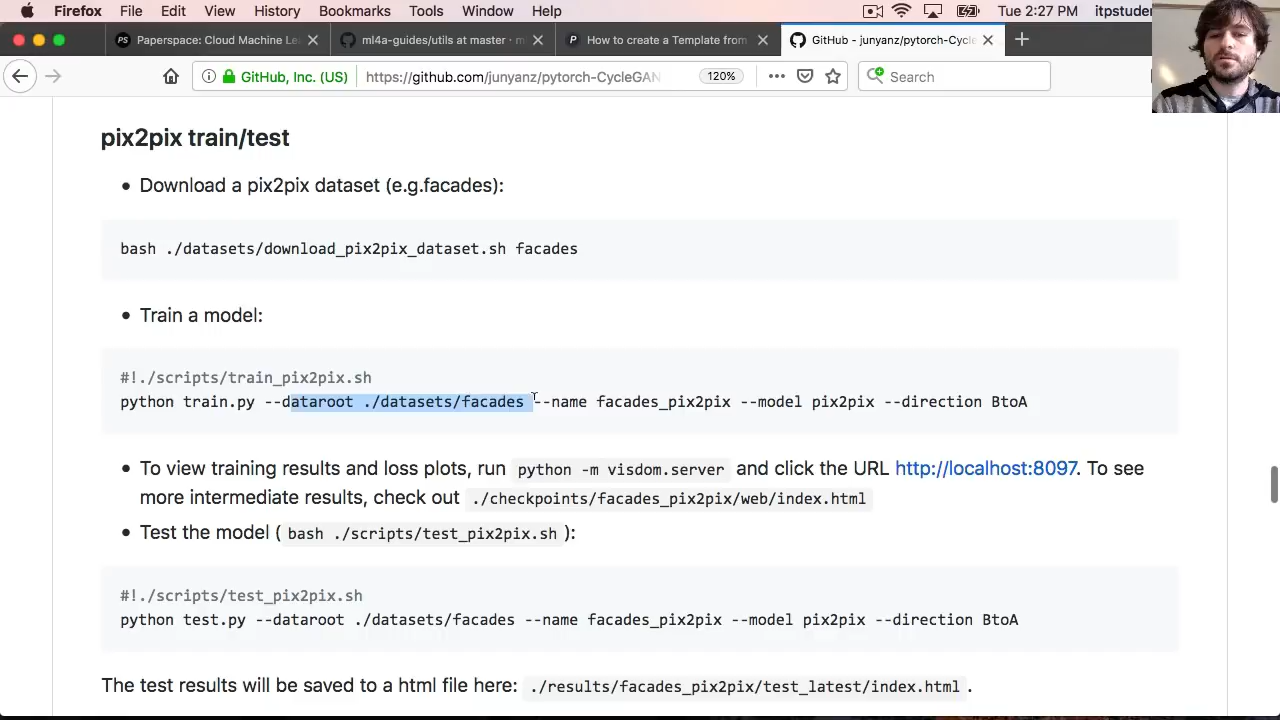 Firefox File Edit View History Bookmarks Tools Window Help Tue 2:27 PM itpstuden
PS Paperspace: Cloud Machine Le ml4a-guides/utils at master · m P How to create a Template from GitHub - junyanz/pytorch-Cycle
GitHub, Inc. (US) https://github.com/junyanz/pytorch-CycleGAN 120% Search
pix2pix train/test
• Download a pix2pix dataset (e.g.facades):
bash ./datasets/download_pix2pix_dataset.sh facades
• Train a model:
#!./scripts/train_pix2pix.sh
python train.py --dataroot ./datasets/facades --name facades_pix2pix --model pix2pix --direction BtoA
• To view training results and loss plots, run python -m visdom.server and click the URL http://localhost:8097. To see
more intermediate results, check out ./checkpoints/facades_pix2pix/web/index.html
• Test the model ( bash ./scripts/test_pix2pix.sh ):
#!./scripts/test_pix2pix.sh
python test.py --dataroot ./datasets/facades --name facades_pix2pix --model pix2pix --direction BtoA
The test results will be saved to a html file here: ./results/facades_pix2pix/test_latest/index.html .